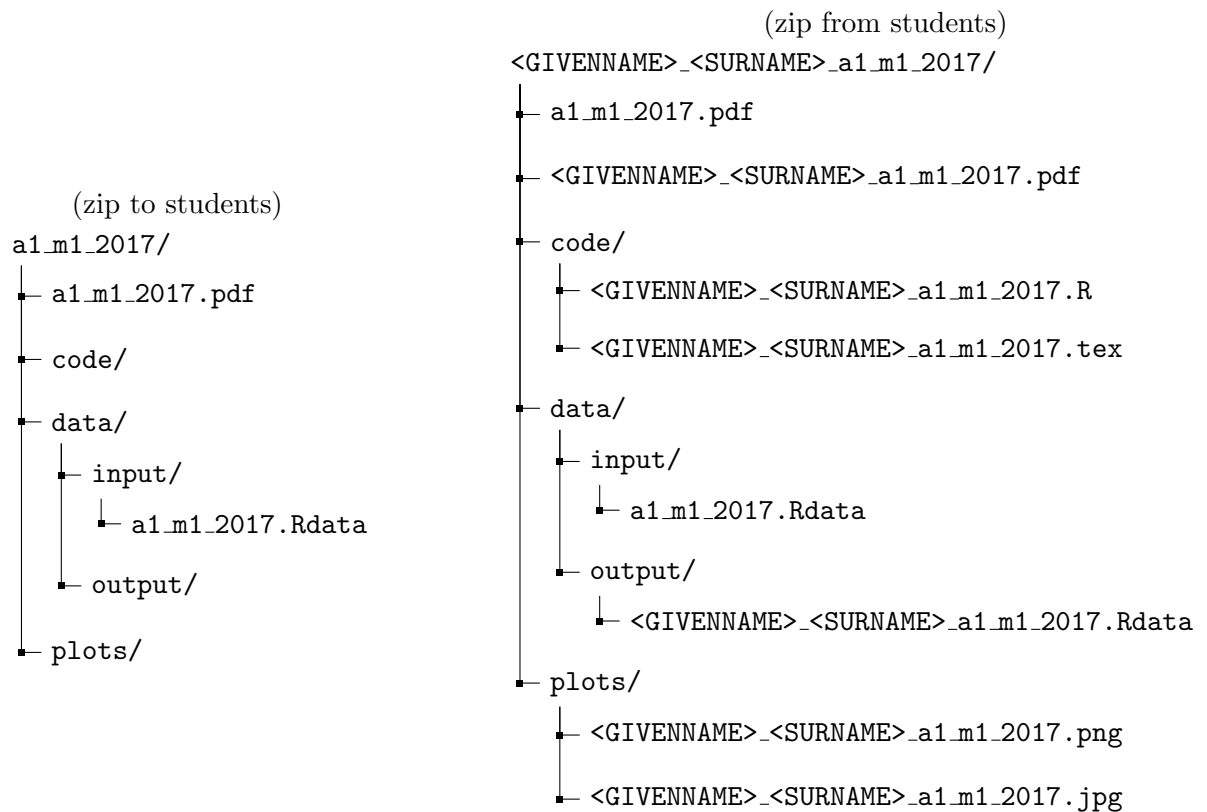 (zip to students)
a1_m1_2017/
a1_m1_2017.pdf
code/
data/
input/
a1_m1_2017.Rdata
output/
plots/
(zip from students)
<GIVENNAME>_<SURNAME>_a1_m1_2017/
a1_m1_2017.pdf
<GIVENNAME>_<SURNAME>_a1_m1_2017.pdf
code/
<GIVENNAME>_<SURNAME>_a1_m1_2017.R
<GIVENNAME>_<SURNAME>_a1_m1_2017.tex
data/
input/
a1_m1_2017.Rdata
output/
<GIVENNAME>_<SURNAME>_a1_m1_2017.Rdata
plots/
<GIVENNAME>_<SURNAME>_a1_m1_2017.png
<GIVENNAME>_<SURNAME>_a1_m1_2017.jpg